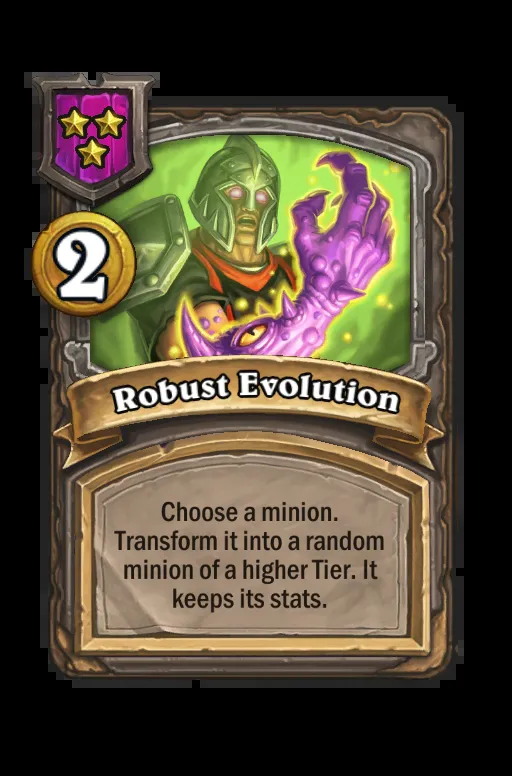 2
Robust Evolution
Choose a minion.
Transform it into a random
minion of a higher Tier. It
keeps its stats.